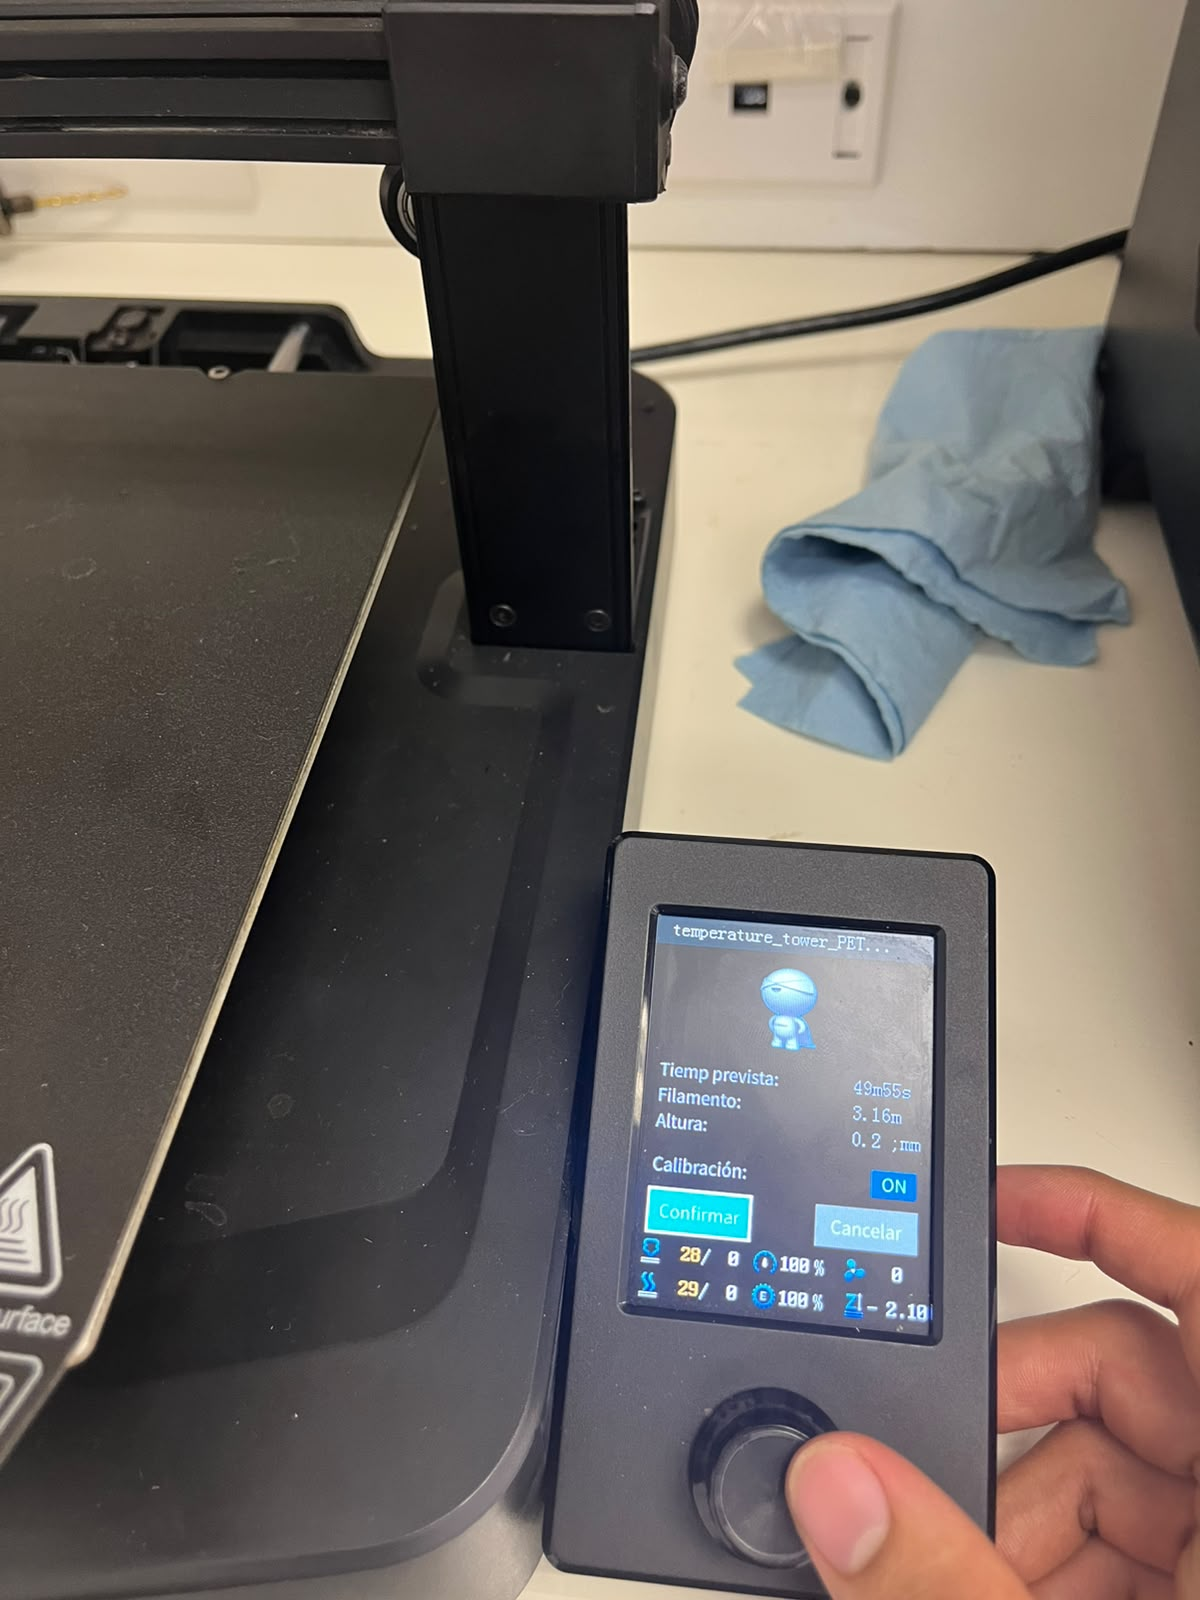 temperature_tower_PET...
Tiemp prevista: 49m55s
Filamento: 3.16m
Altura: 0.2 ;mm
Calibración: ON
Confirmar Cancelar
28/ 0 100% 0
29/ 0 E 100% Z - 2.10
urface